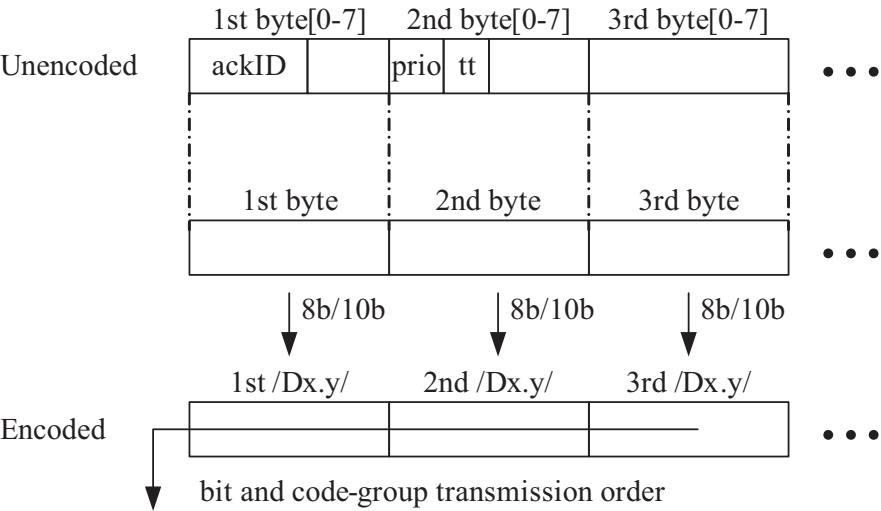 1st byte[0-7] 2nd byte[0-7] 3rd byte[0-7]
Unencoded ackID prio tt
1st byte 2nd byte 3rd byte
8b/10b 8b/10b 8b/10b
1st /Dx.y/ 2nd /Dx.y/ 3rd /Dx.y/
Encoded
bit and code-group transmission order